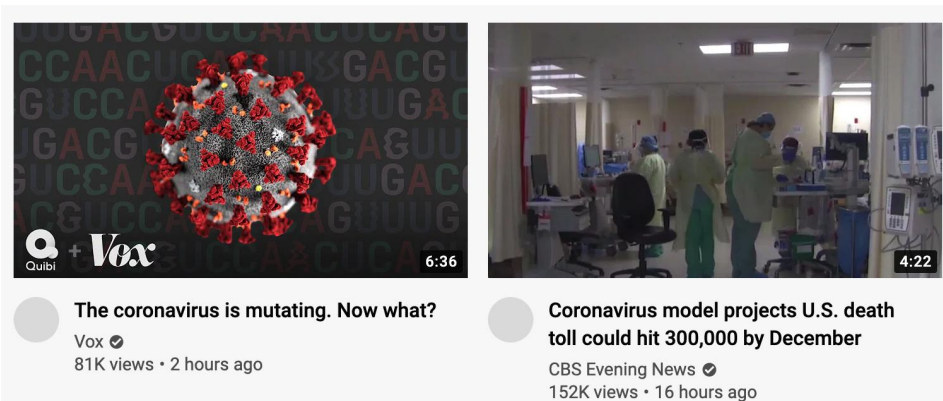 Quibi + Vox
6:36
The coronavirus is mutating. Now what?
Vox
81K views • 2 hours ago
EXIT
4:22
Coronavirus model projects U.S. death
toll could hit 300,000 by December
CBS Evening News
152K views • 16 hours ago